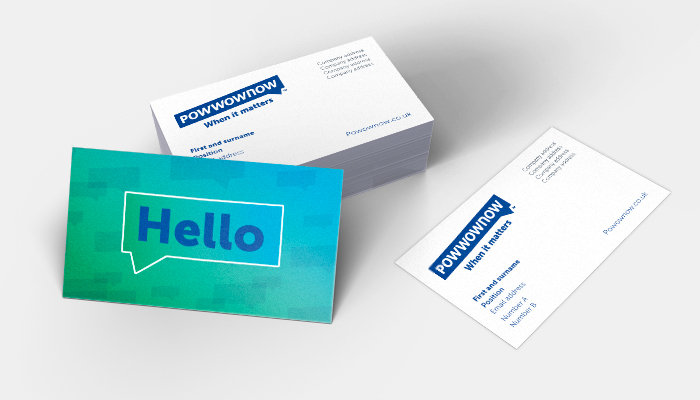 POWWOWNOW
When it matters
Company address
Company address
Company address
Company address
First and surname
Position
address
Powwownow.co.uk
Hello
POWWOWNOW
When it matters
Company address
Company address
Company address
Company address
First and surname
Position
Email address
Number A
Number B
Powwownow.co.uk